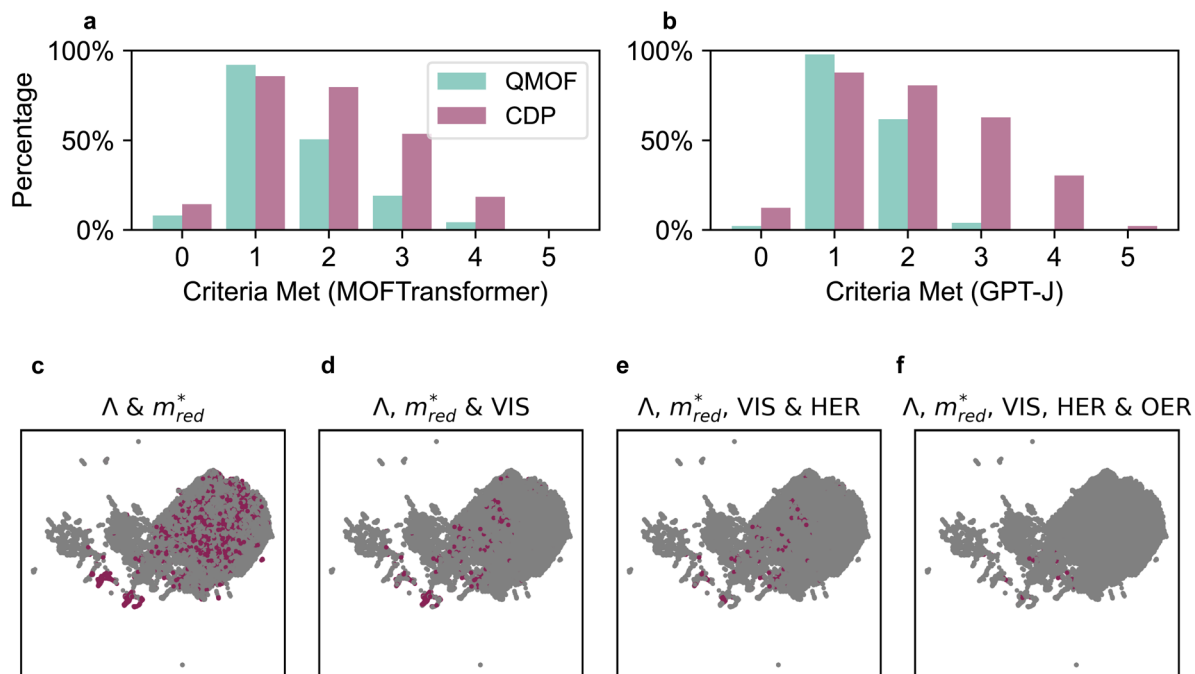 a
100%
50%
0%
Percentage
QMOF
CDP
0 1 2 3 4 5
Criteria Met (MOFTransformer)
b
100%
50%
0%
0 1 2 3 4 5
Criteria Met (GPT-J)
c
Λ & m*red
d
Λ, m*red & VIS
e
Λ, m*red, VIS & HER
f
Λ, m*red, VIS, HER & OER